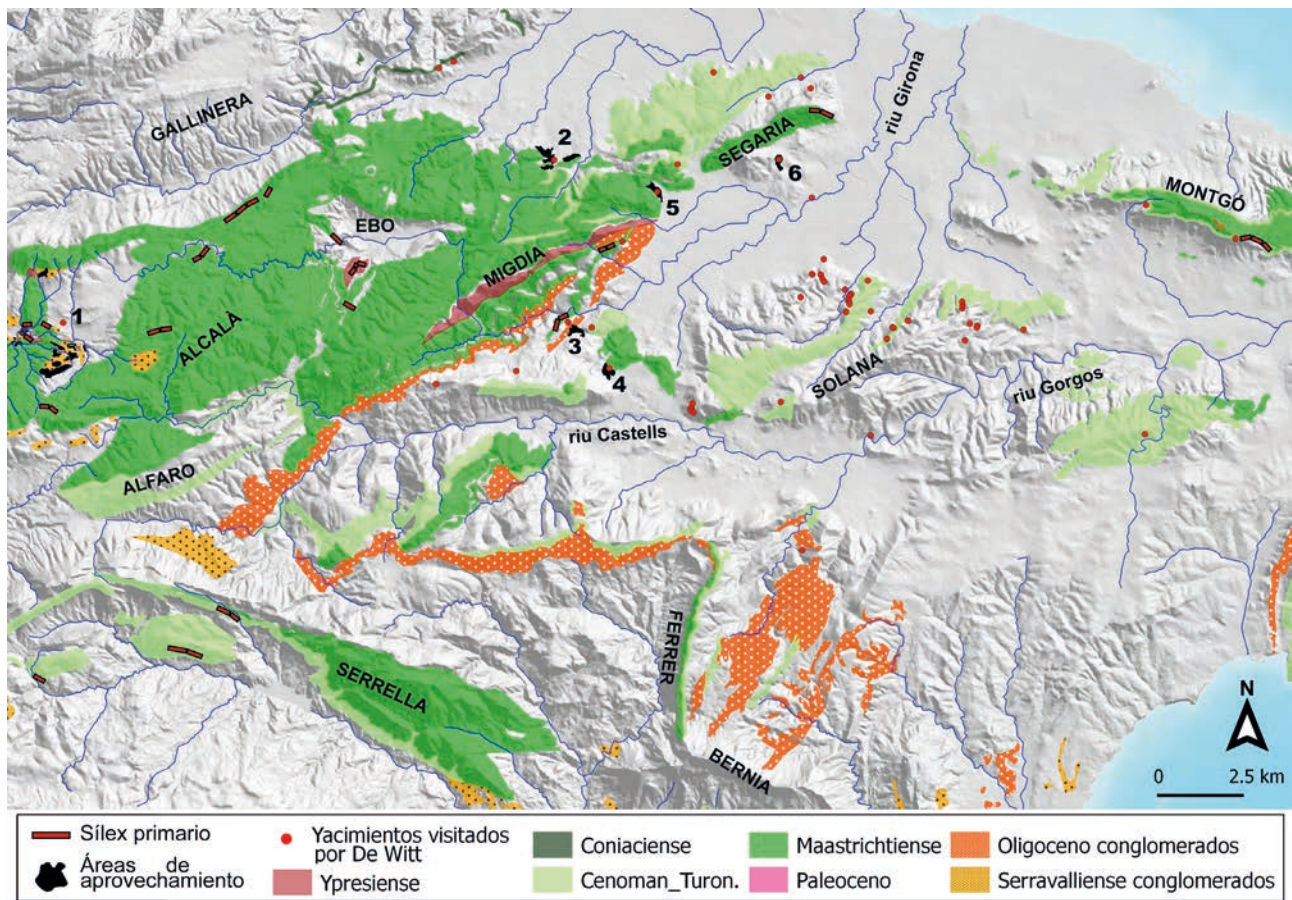 GALLINERA
riu Girona
2
SEGARIA
6
MONTGÓ
5
EBO
MIGDIA
1
ALCALÀ
3
4
SOLANA
riu Gorgos
riu Castells
ALFARO
FERRER
SERRELLA
BERNIA
N
0 2.5 km
Sílex primario
Áreas de
aprovechamiento
Yacimientos visitados
por De Witt
Ypresiense
Coniaciense
Cenoman_Turon.
Maastrichtiense
Paleoceno
Oligoceno conglomerados
Serravalliense conglomerados